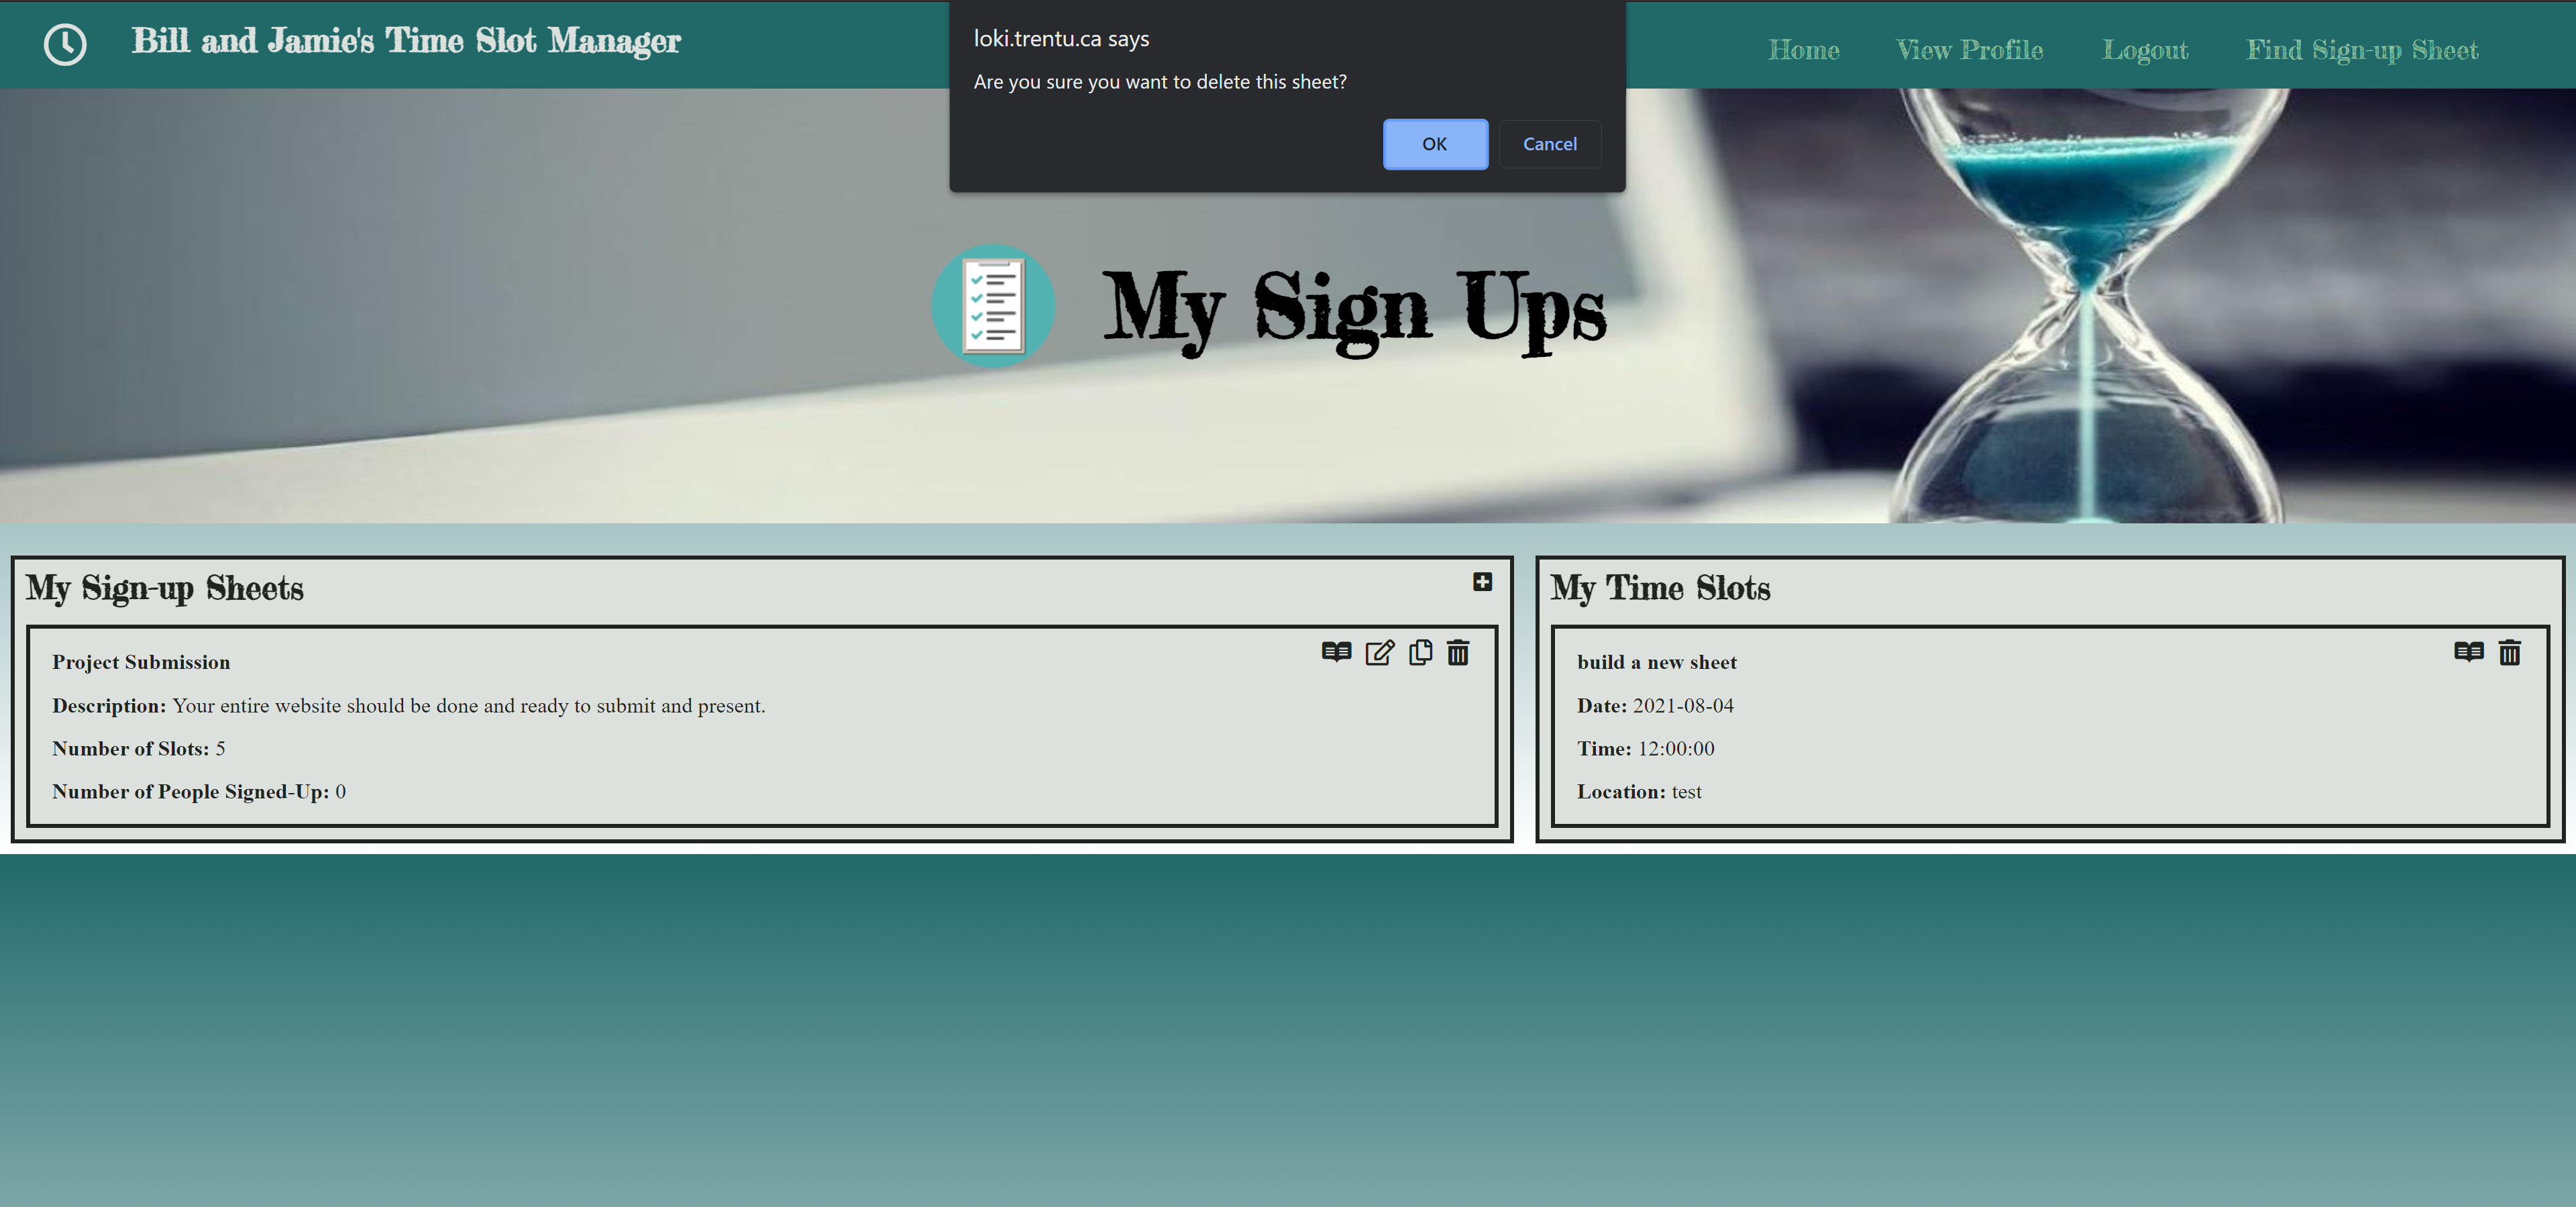 Bill and Jamie's Time Slot Manager
loki.trentu.ca says
Are you sure you want to delete this sheet?
OK Cancel
Home View Profile Logout Find Sign-up Sheet
My Sign Ups
My Sign-up Sheets
Project Submission
Description: Your entire website should be done and ready to submit and present.
Number of Slots: 5
Number of People Signed-Up: 0
My Time Slots
build a new sheet
Date: 2021-08-04
Time: 12:00:00
Location: test